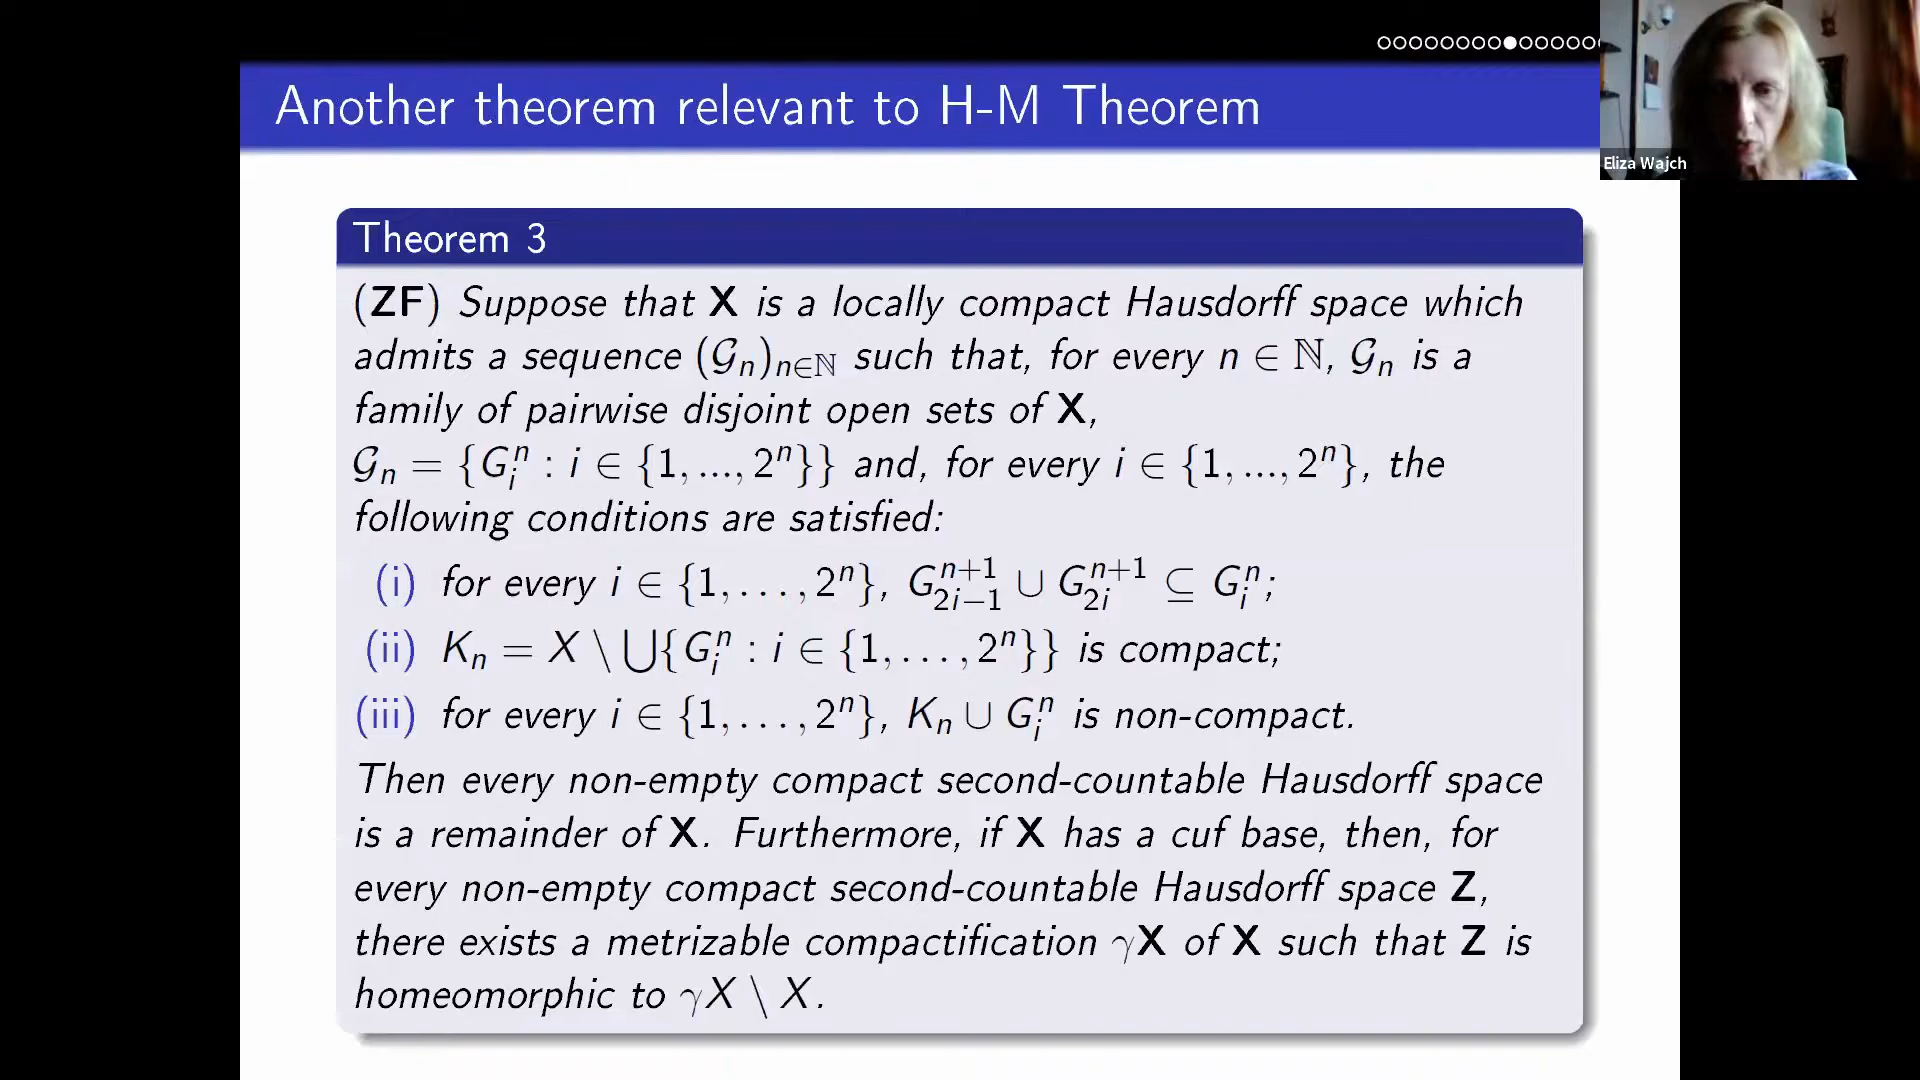 Another theorem relevant to H-M Theorem
Eliza Wajch
Theorem 3
(ZF) Suppose that X is a locally compact Hausdorff space which
admits a sequence (𝒢ₙ)ₙ∈ℕ such that, for every n ∈ ℕ, 𝒢ₙ is a
family of pairwise disjoint open sets of X,
𝒢ₙ = {Gᵢⁿ : i ∈ {1, ..., 2ⁿ}} and, for every i ∈ {1, ..., 2ⁿ}, the
following conditions are satisfied:
(i) for every i ∈ {1, . . . , 2ⁿ}, G_{2i−1}^{n+1} ∪ G_{2i}^{n+1} ⊆ Gᵢⁿ;
(ii) Kₙ = X \ ⋃{Gᵢⁿ : i ∈ {1, . . . , 2ⁿ}} is compact;
(iii) for every i ∈ {1, . . . , 2ⁿ}, Kₙ ∪ Gᵢⁿ is non-compact.
Then every non-empty compact second-countable Hausdorff space
is a remainder of X. Furthermore, if X has a cuf base, then, for
every non-empty compact second-countable Hausdorff space Z,
there exists a metrizable compactification γX of X such that Z is
homeomorphic to γX \ X.